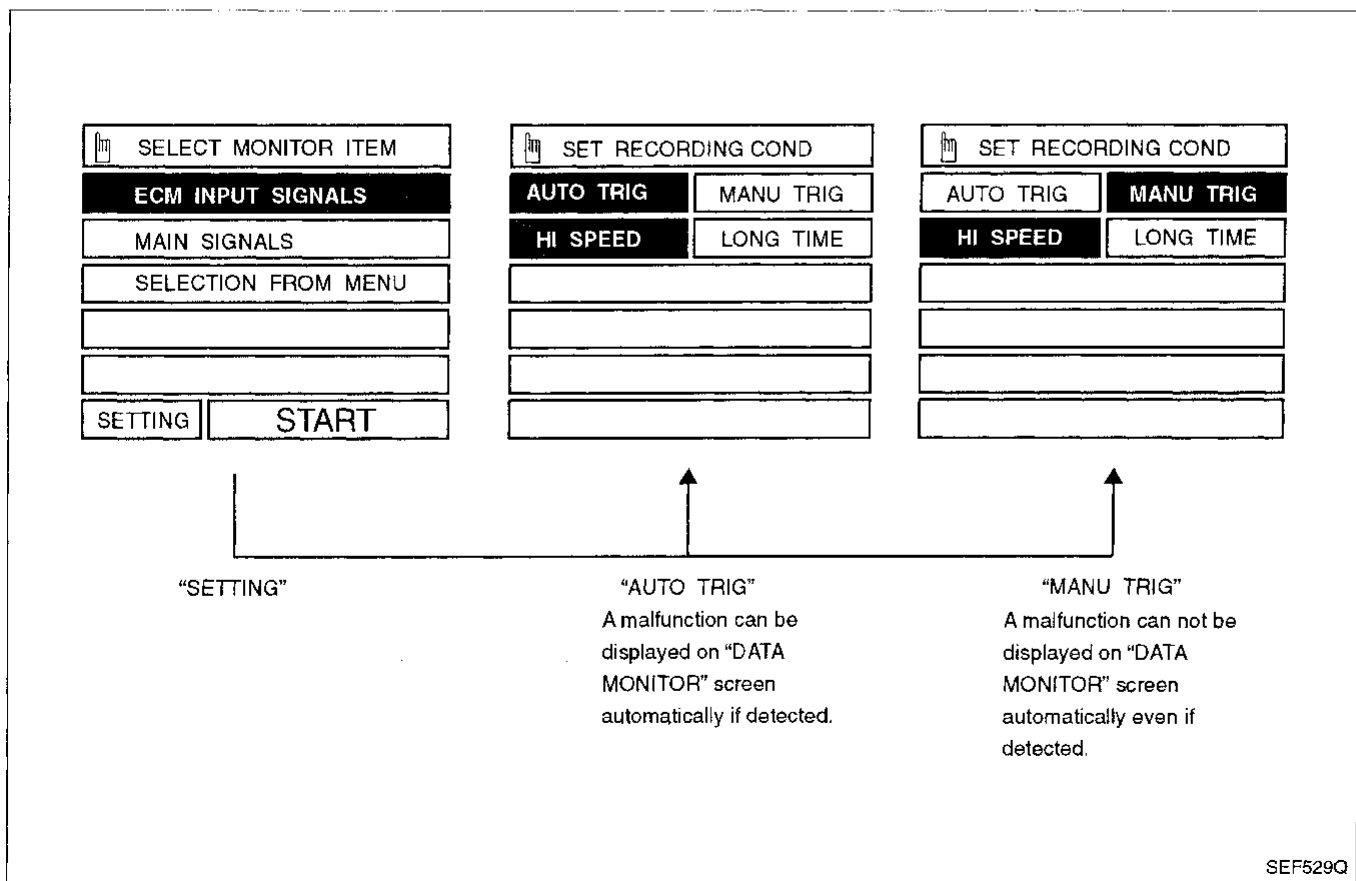 SELECT MONITOR ITEM
ECM INPUT SIGNALS
MAIN SIGNALS
SELECTION FROM MENU
SETTING
START
SET RECORDING COND
AUTO TRIG
MANU TRIG
HI SPEED
LONG TIME
SET RECORDING COND
AUTO TRIG
MANU TRIG
HI SPEED
LONG TIME
“SETTING”
“AUTO TRIG”
A malfunction can be
displayed on “DATA
MONITOR” screen
automatically if detected.
“MANU TRIG”
A malfunction can not be
displayed on “DATA
MONITOR” screen
automatically even if
detected.
SEF529Q